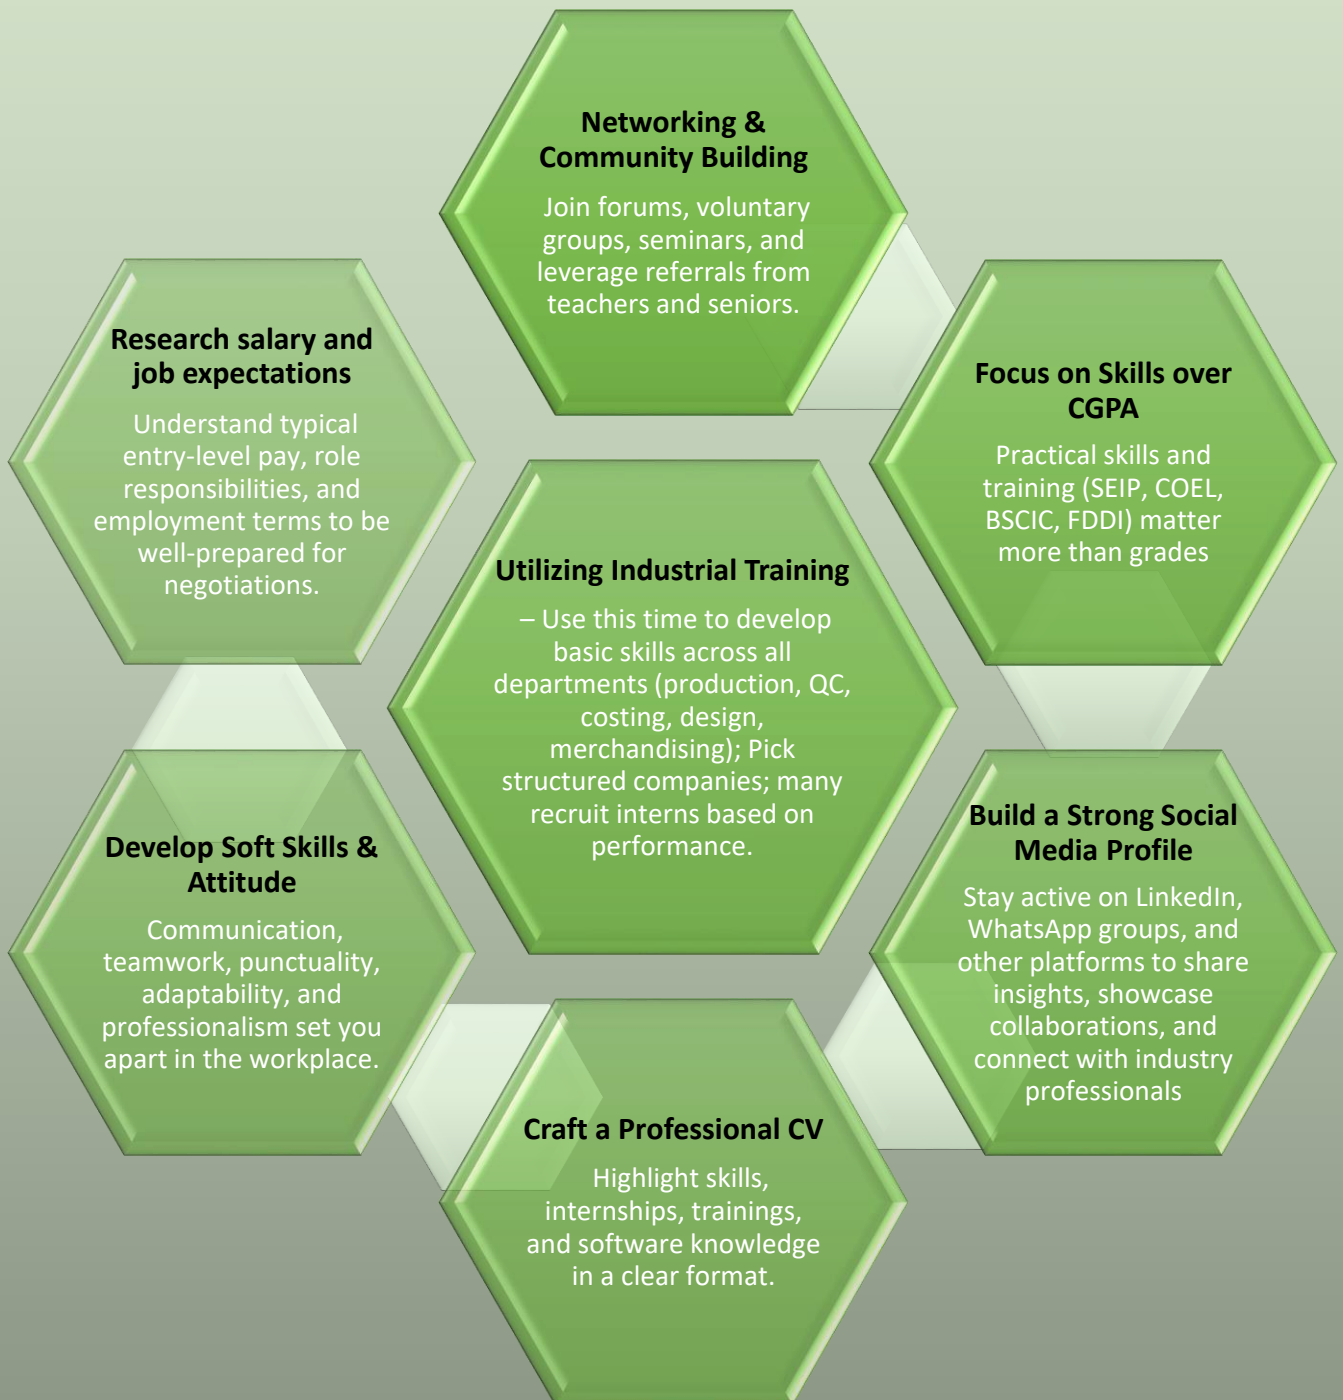 Networking &
Community Building
Join forums, voluntary
groups, seminars, and
leverage referrals from
teachers and seniors.
Focus on Skills over
CGPA
Practical skills and
training (SEIP, COEL,
BSCIC, FDDI) matter
more than grades
Build a Strong Social
Media Profile
Stay active on LinkedIn,
WhatsApp groups, and
other platforms to share
insights, showcase
collaborations, and
connect with industry
professionals
Craft a Professional CV
Highlight skills,
internships, trainings,
and software knowledge
in a clear format.
Develop Soft Skills &
Attitude
Communication,
teamwork, punctuality,
adaptability, and
professionalism set you
apart in the workplace.
Research salary and
job expectations
Understand typical
entry-level pay, role
responsibilities, and
employment terms to be
well-prepared for
negotiations.
Utilizing Industrial Training
– Use this time to develop
basic skills across all
departments (production, QC,
costing, design,
merchandising); Pick
structured companies; many
recruit interns based on
performance.